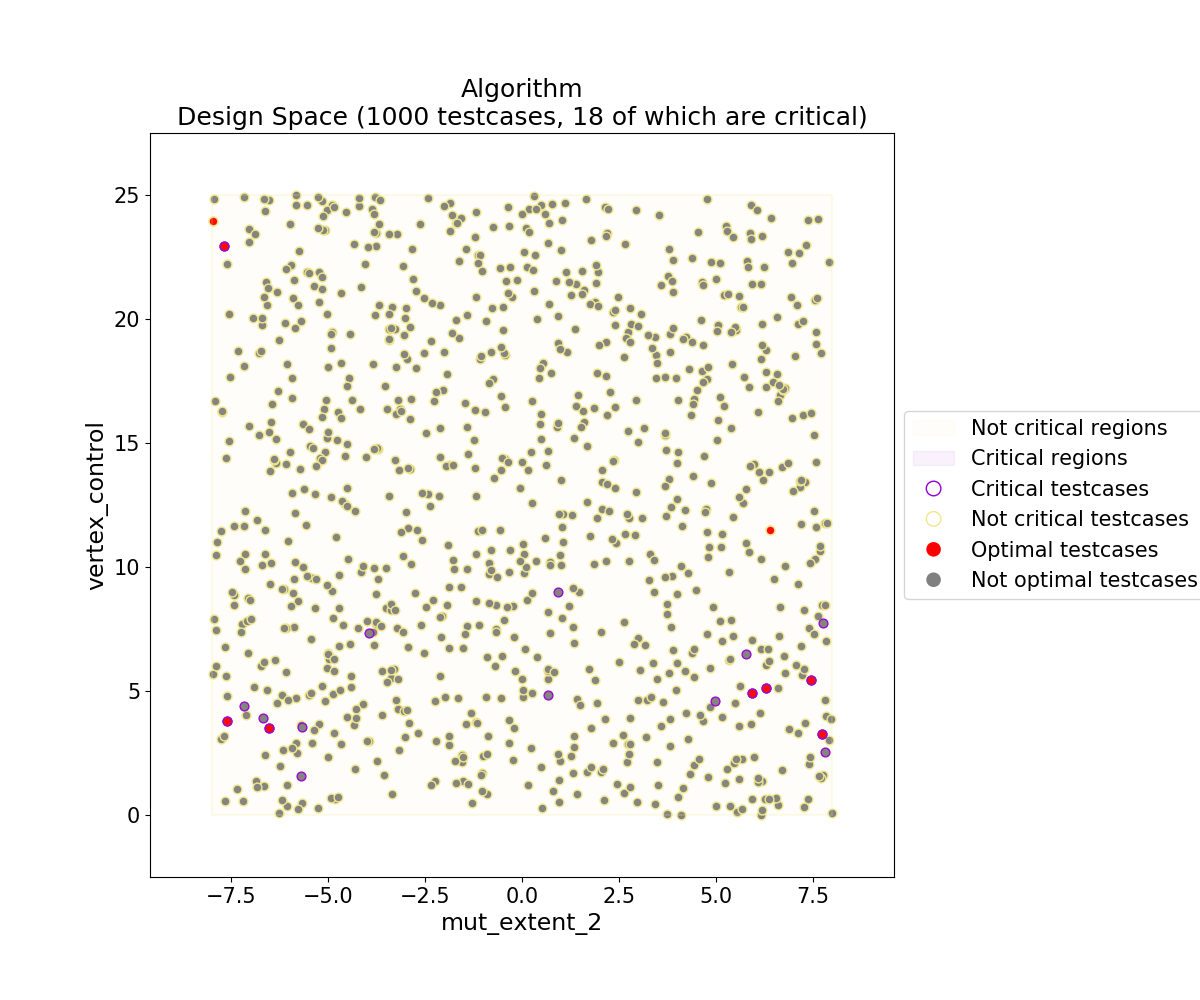 Algorithm
Design Space (1000 testcases, 18 of which are critical)
25
20
15
10
5
0
vertex_control
−7.5
−5.0
−2.5
0.0
2.5
5.0
7.5
mut_extent_2
Not critical regions
Critical regions
Critical testcases
Not critical testcases
Optimal testcases
Not optimal testcases